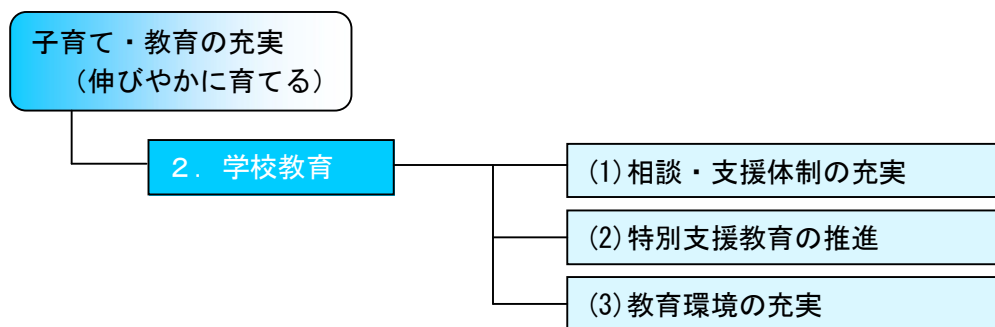 子育て・教育の充実
（伸びやかに育てる）
２．学校教育
(1)相談・支援体制の充実
(2)特別支援教育の推進
(3)教育環境の充実